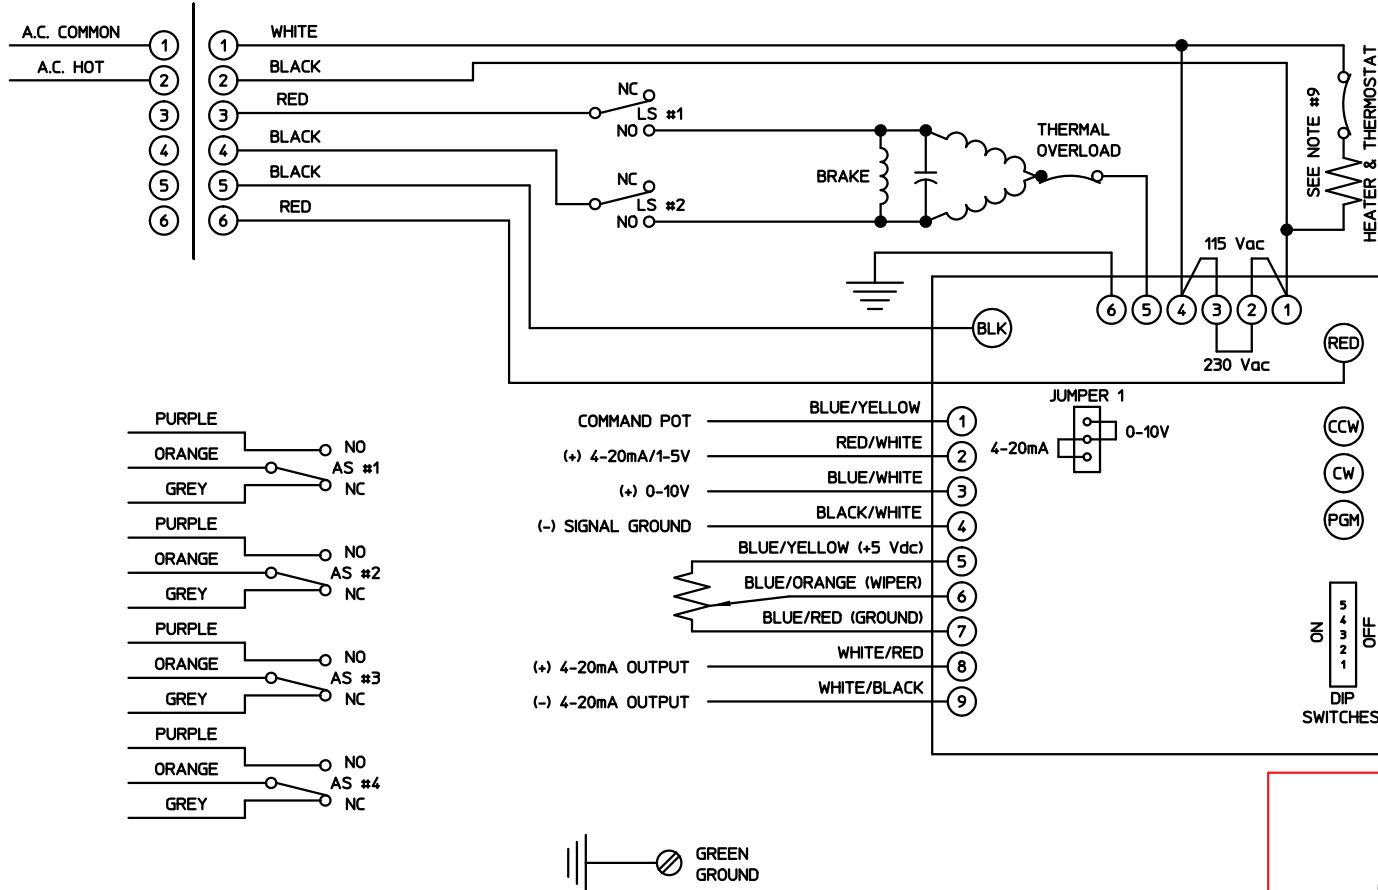 A.C. COMMON
1
1
WHITE
A.C. HOT
2
2
BLACK
3
3
RED
4
4
BLACK
5
5
BLACK
6
6
RED
NC
LS #1
NO
NC
LS #2
NO
BRAKE
THERMAL
OVERLOAD
SEE NOTE #9
HEATER & THERMOSTAT
115 Vac
6
5
4
3
2
1
230 Vac
BLK
RED
JUMPER 1
4-20mA
0-10V
CCW
CW
PGM
COMMAND POT
BLUE/YELLOW
1
(+) 4-20mA/1-5V
RED/WHITE
2
(+) 0-10V
BLUE/WHITE
3
(-) SIGNAL GROUND
BLACK/WHITE
4
BLUE/YELLOW (+5 Vdc)
5
BLUE/ORANGE (WIPER)
6
BLUE/RED (GROUND)
7
(+) 4-20mA OUTPUT
WHITE/RED
8
(-) 4-20mA OUTPUT
WHITE/BLACK
9
ON
5
4
3
2
1
OFF
DIP
SWITCHES
PURPLE
ORANGE
GREY
NO
AS #1
NC
PURPLE
ORANGE
GREY
NO
AS #2
NC
PURPLE
ORANGE
GREY
NO
AS #3
NC
PURPLE
ORANGE
GREY
NO
AS #4
NC
GREEN
GROUND